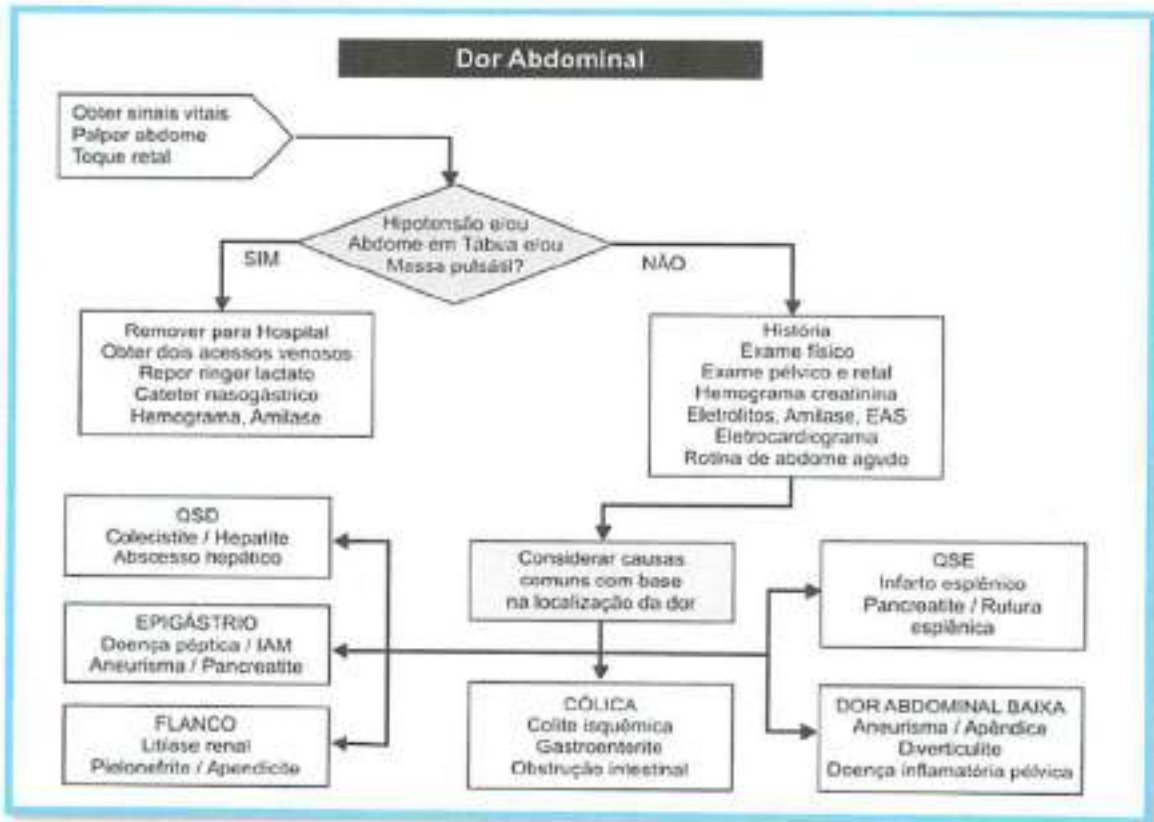 Dor Abdominal
Obter sinais vitais
Palpar abdome
Toque retal
Hipotensão e/ou
Abdome em Tábua e/ou
Massa pulsátil?
SIM
NÃO
Remover para Hospital
Obter dois acessos venosos
Repor ringer lactato
Cateter nasogástrico
Hemograma, Amilase
História
Exame físico
Exame pélvico e retal
Hemograma creatinina
Eletrólitos, Amilase, EAS
Eletrocardiograma
Rotina de abdome agudo
QSD
Colecistite / Hepatite
Abscesso hepático
Considerar causas
comuns com base
na localização da dor
QSE
Infarto esplênico
Pancreatite / Rutura
esplênica
EPIGÁSTRIO
Doença péptica / IAM
Aneurisma / Pancreatite
FLANCO
Litíase renal
Pielonefrite / Apendicite
CÓLICA
Colite isquêmica
Gastroenterite
Obstrução intestinal
DOR ABDOMINAL BAIXA
Aneurisma / Apêndice
Diverticulite
Doença inflamatória pélvica